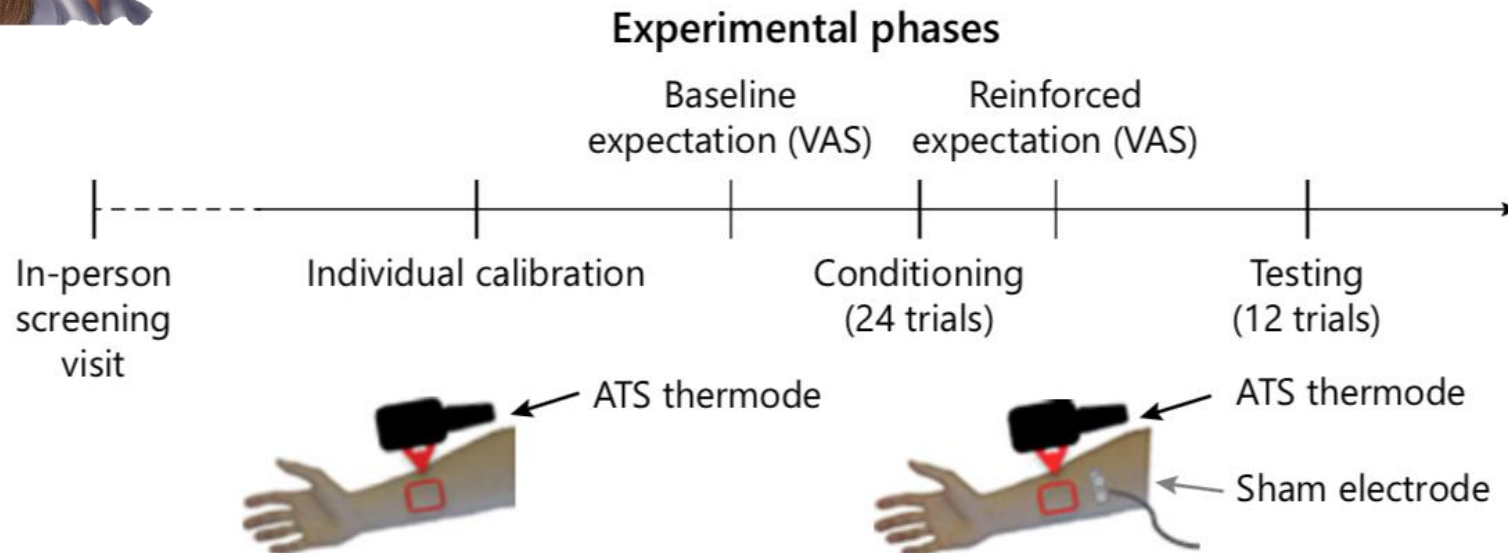 Experimental phases
Baseline
expectation (VAS)
Reinforced
expectation (VAS)
In-person
screening
visit
Individual calibration
Conditioning
(24 trials)
Testing
(12 trials)
ATS thermode
ATS thermode
Sham electrode